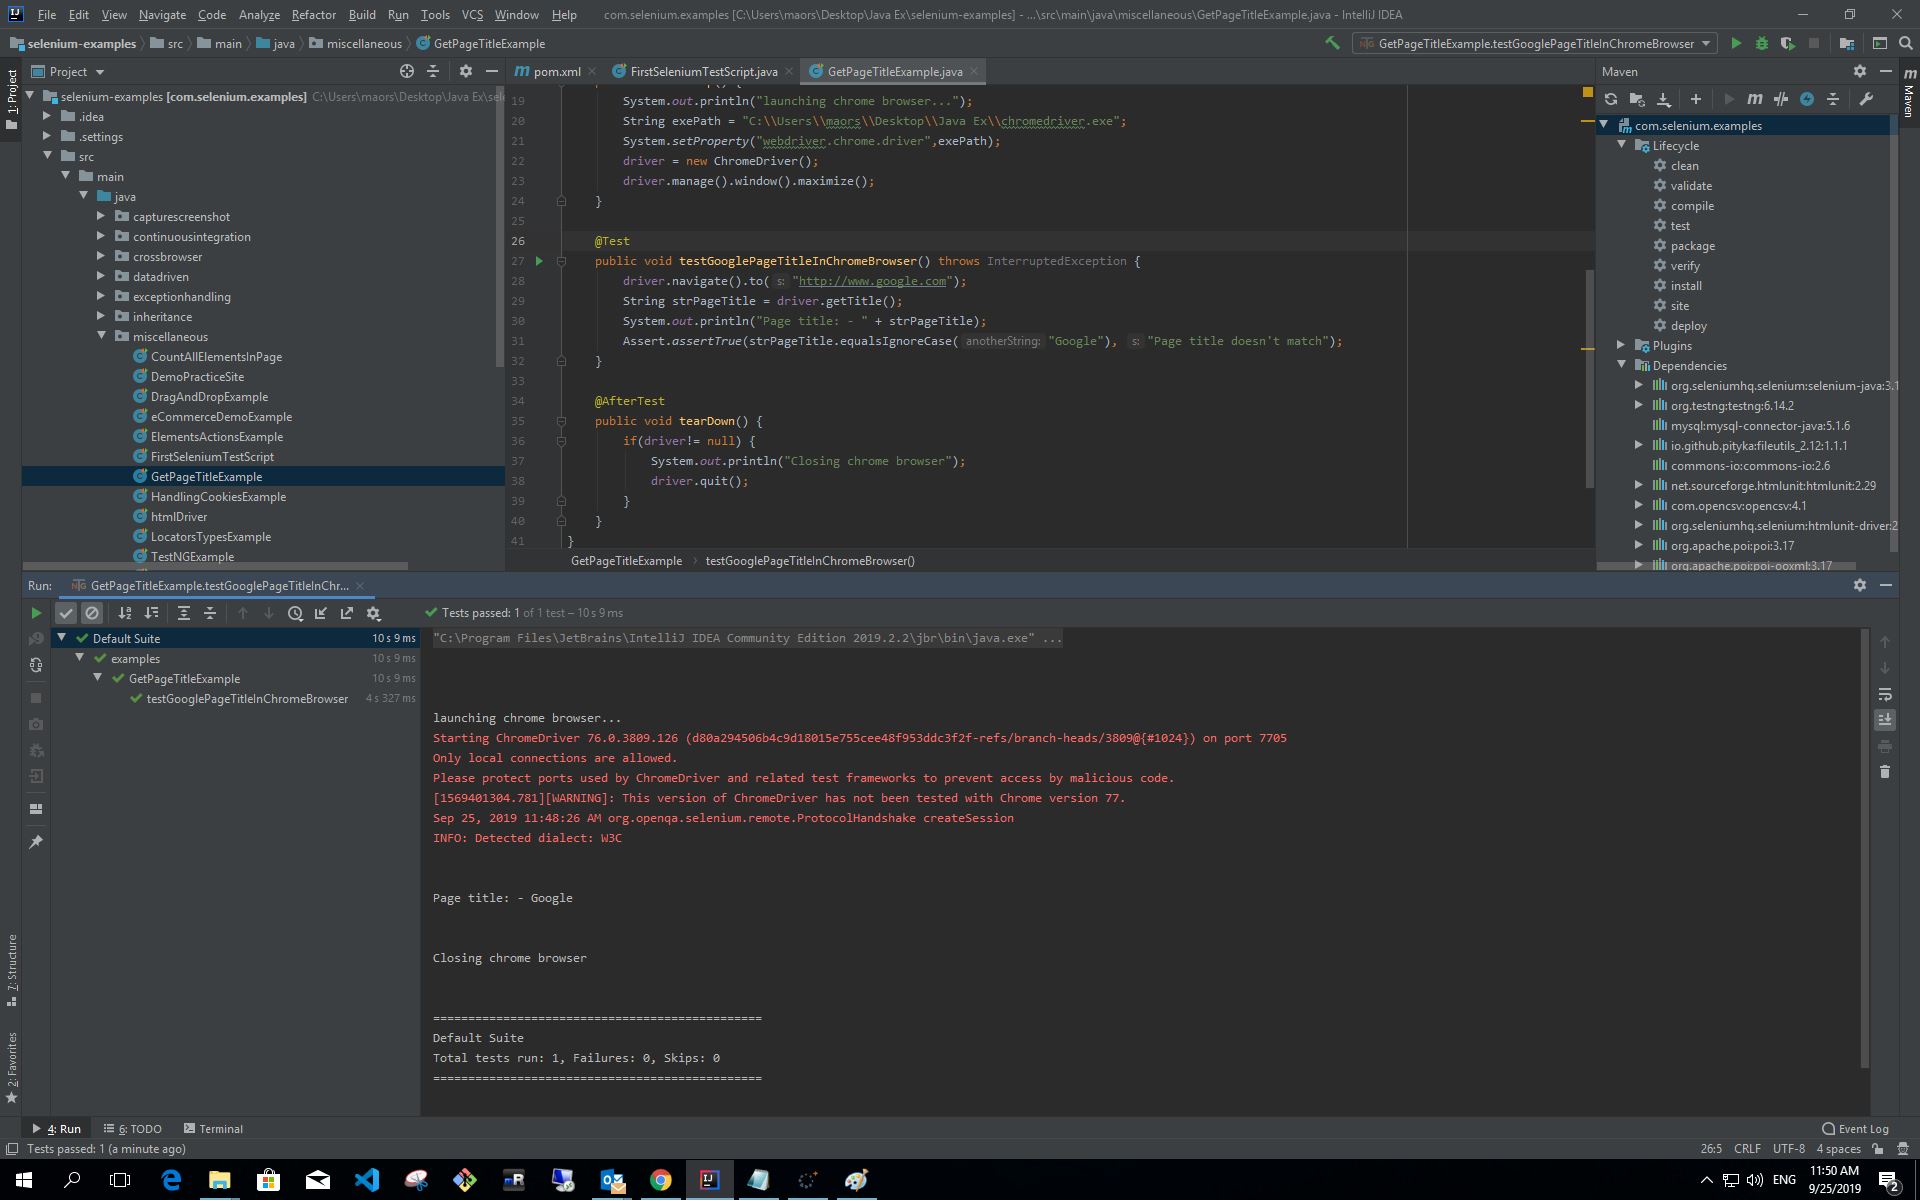 File Edit View Navigate Code Analyze Refactor Build Run Tools VCS Window Help com.selenium.examples [C:\Users\maors\Desktop\Java Ex\selenium-examples] - ...\src\main\java\miscellaneous\GetPageTitleExample.java - IntelliJ IDEA
selenium-examples src main java miscellaneous GetPageTitleExample
GetPageTitleExample.testGooglePageTitleInChromeBrowser
1: Project
Project
selenium-examples [com.selenium.examples] C:\Users\maors\Desktop\Java Ex\sele
.idea
.settings
src
main
java
capturescreenshot
continuousintegration
crossbrowser
datadriven
exceptionhandling
inheritance
miscellaneous
CountAllElementsInPage
DemoPracticeSite
DragAndDropExample
eCommerceDemoExample
ElementsActionsExample
FirstSeleniumTestScript
GetPageTitleExample
HandlingCookiesExample
htmlDriver
LocatorsTypesExample
TestNGExample
pom.xml FirstSeleniumTestScript.java GetPageTitleExample.java
19 System.out.println("launching chrome browser...");
20 String exePath = "C:\\Users\\maors\\Desktop\\Java Ex\\chromedriver.exe";
21 System.setProperty("webdriver.chrome.driver",exePath);
22 driver = new ChromeDriver();
23 driver.manage().window().maximize();
24 }
25
26 @Test
27 public void testGooglePageTitleInChromeBrowser() throws InterruptedException {
28 driver.navigate().to( s: "http://www.google.com");
29 String strPageTitle = driver.getTitle();
30 System.out.println("Page title: - " + strPageTitle);
31 Assert.assertTrue(strPageTitle.equalsIgnoreCase( anotherString: "Google"), s: "Page title doesn't match");
32 }
33
34 @AfterTest
35 public void tearDown() {
36 if(driver!= null) {
37 System.out.println("Closing chrome browser");
38 driver.quit();
39 }
40 }
41 }
GetPageTitleExample testGooglePageTitleInChromeBrowser()
Maven
Maven
com.selenium.examples
Lifecycle
clean
validate
compile
test
package
verify
install
site
deploy
Plugins
Dependencies
org.seleniumhq.selenium:selenium-java:3.1
org.testng:testng:6.14.2
mysql:mysql-connector-java:5.1.6
io.github.pityka:fileutils_2.12:1.1.1
commons-io:commons-io:2.6
net.sourceforge.htmlunit:htmlunit:2.29
com.opencsv:opencsv:4.1
org.seleniumhq.selenium:htmlunit-driver:2
org.apache.poi:poi:3.17
org.apache.poi:poi-ooxml:3.17
Run: GetPageTitleExample.testGooglePageTitleInChr...
Tests passed: 1 of 1 test – 10 s 9 ms
Default Suite 10 s 9 ms
examples 10 s 9 ms
GetPageTitleExample 10 s 9 ms
testGooglePageTitleInChromeBrowser 4 s 327 ms
"C:\Program Files\JetBrains\IntelliJ IDEA Community Edition 2019.2.2\jbr\bin\java.exe" ...
launching chrome browser...
Starting ChromeDriver 76.0.3809.126 (d80a294506b4c9d18015e755cee48f953ddc3f2f-refs/branch-heads/3809@{#1024}) on port 7705
Only local connections are allowed.
Please protect ports used by ChromeDriver and related test frameworks to prevent access by malicious code.
[1569401304.781][WARNING]: This version of ChromeDriver has not been tested with Chrome version 77.
Sep 25, 2019 11:48:26 AM org.openqa.selenium.remote.ProtocolHandshake createSession
INFO: Detected dialect: W3C
Page title: - Google
Closing chrome browser
===============================================
Default Suite
Total tests run: 1, Failures: 0, Skips: 0
===============================================
7: Structure
2: Favorites
4: Run 6: TODO Terminal Event Log
Tests passed: 1 (a minute ago) 26:5 CRLF UTF-8 4 spaces
ENG
11:50 AM
9/25/2019
2